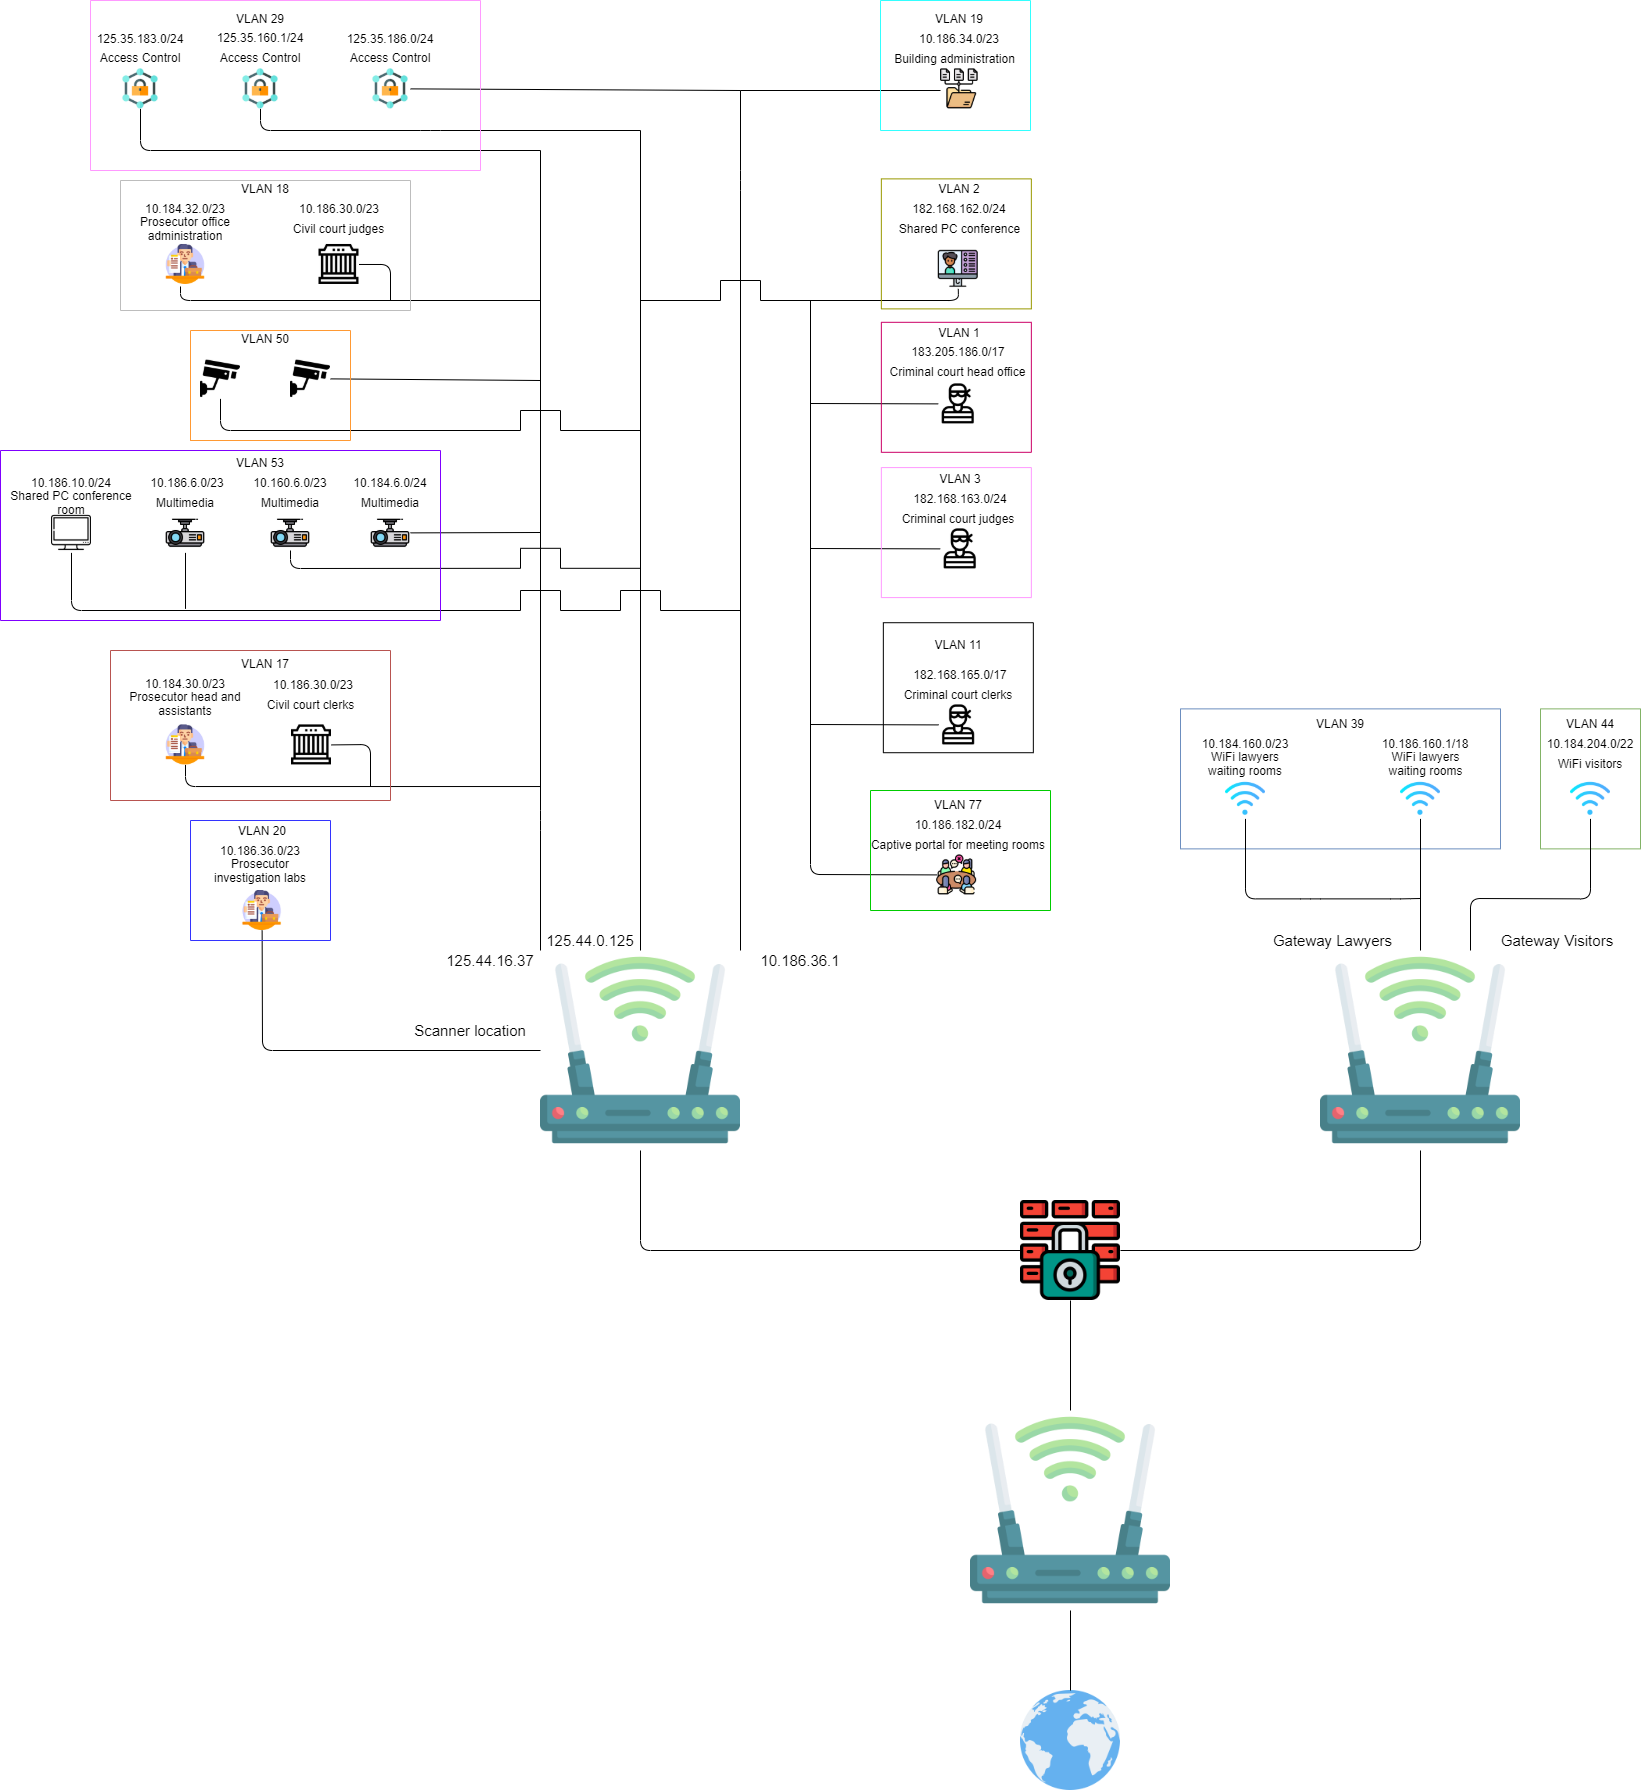 VLAN 29
125.35.183.0/24
Access Control
125.35.160.1/24
Access Control
125.35.186.0/24
Access Control
VLAN 19
10.186.34.0/23
Building administration
VLAN 18
10.184.32.0/23
Prosecutor office
administration
10.186.30.0/23
Civil court judges
VLAN 2
182.168.162.0/24
Shared PC conference
VLAN 50
VLAN 1
183.205.186.0/17
Criminal court head office
VLAN 53
10.186.10.0/24
Shared PC conference
room
10.186.6.0/23
Multimedia
10.160.6.0/23
Multimedia
10.184.6.0/24
Multimedia
VLAN 3
182.168.163.0/24
Criminal court judges
VLAN 17
10.184.30.0/23
Prosecutor head and
assistants
10.186.30.0/23
Civil court clerks
VLAN 11
182.168.165.0/17
Criminal court clerks
VLAN 39
10.184.160.0/23
WiFi lawyers
waiting rooms
10.186.160.1/18
WiFi lawyers
waiting rooms
VLAN 44
10.184.204.0/22
WiFi visitors
VLAN 20
10.186.36.0/23
Prosecutor
investigation labs
VLAN 77
10.186.182.0/24
Captive portal for meeting rooms
125.44.16.37
125.44.0.125
10.186.36.1
Gateway Lawyers
Gateway Visitors
Scanner location